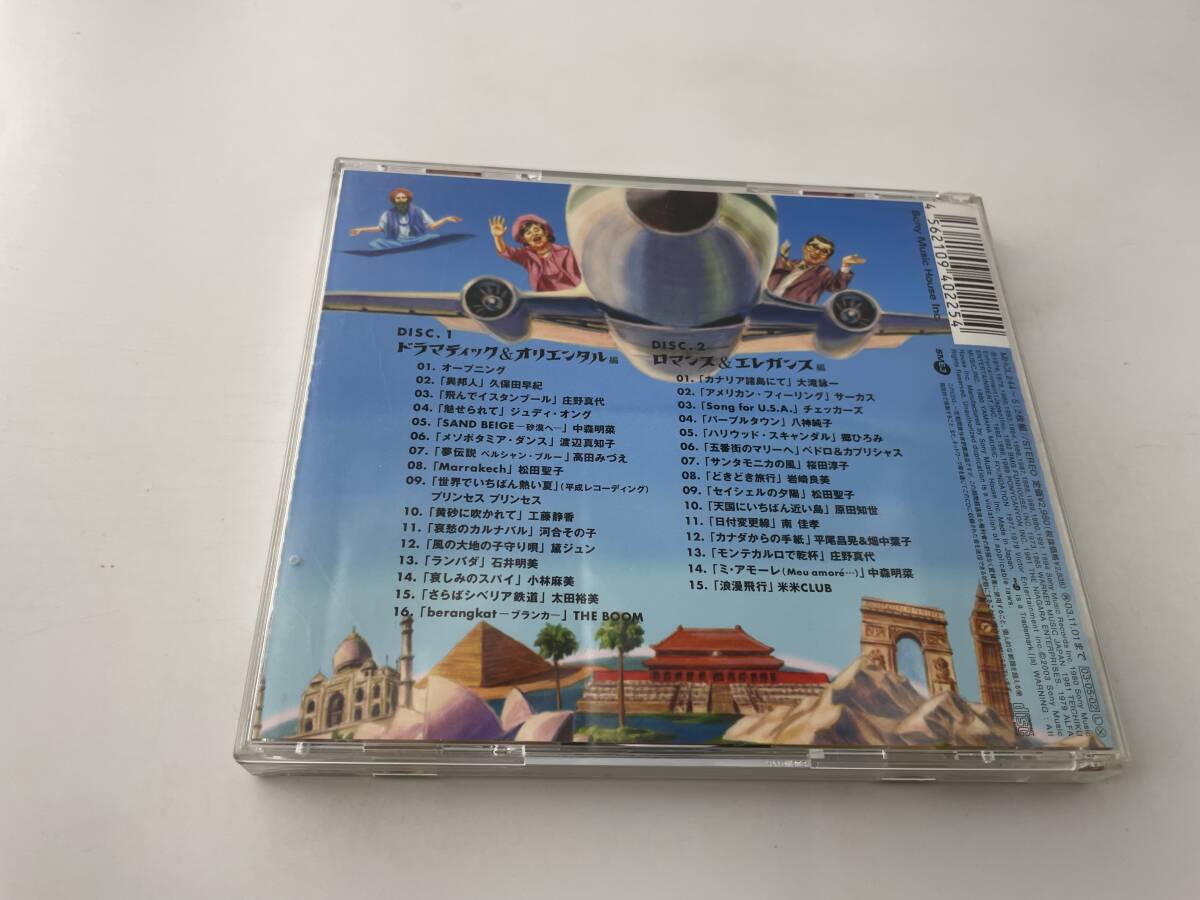 DISC. 1
ドラマティック&オリエンタル編
01. オープニング
02.「異邦人」久保田早紀
03.「飛んでイスタンブール」庄野真代
04.「魅せられて」ジュディ・オング
05.「SAND BEIGE ー砂漠へー」中森明菜
06.「メソポタミア・ダンス」渡辺真知子
07.「夢伝説 ペルシャン・ブルー」高田みづえ
08.「Marrakech」松田聖子
09.「世界でいちばん熱い夏」(平成レコーディング)
プリンセス プリンセス
10.「黄砂に吹かれて」工藤静香
11.「哀愁のカルナバル」河合その子
12.「風の大地の子守り唄」黛ジュン
13.「ランバダ」石井明美
14.「哀しみのスパイ」小林麻美
15.「さらばシベリア鉄道」太田裕美
16.「berangkat ーブランカー」THE BOOM
DISC. 2
ロマンス&エレガンス編
01.「カナリア諸島にて」大滝詠一
02.「アメリカン・フィーリング」サーカス
03.「Song for U.S.A.」チェッカーズ
04.「パープルタウン」八神純子
05.「ハリウッド・スキャンダル」郷ひろみ
06.「五番街のマリーへ」ペドロ&カプリシャス
07.「サンタモニカの風」桜田淳子
08.「どきどき旅行」岩崎良美
09.「セイシェルの夕陽」松田聖子
10.「天国にいちばん近い島」原田知世
11.「日付変更線」南 佳孝
12.「カナダからの手紙」平尾昌晃&畑中葉子
13.「モンテカルロで乾杯」庄野真代
14.「ミ・アモーレ(Meu amoré…)」中森明菜
15.「浪漫飛行」米米CLUB
Sony Music House Inc.
4 562109 402254